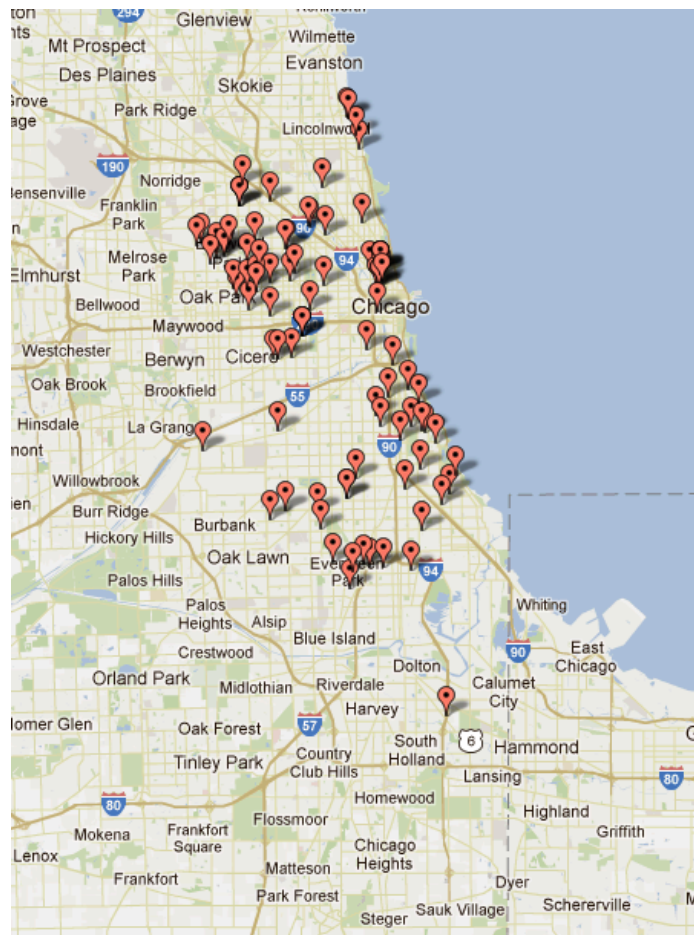 294
Glenview
Wilmette
Mt Prospect
Evanston
Des Plaines
Skokie
Park Ridge
Lincolnwood
190
Norridge
Bensenville
Franklin
Park
90
Melrose
Park
94
Elmhurst
Oak Park
Bellwood
Chicago
Maywood
Westchester
Berwyn
Cicero
Oak Brook
Brookfield
55
Hinsdale
La Grang
90
Willowbrook
Burr Ridge
Burbank
Hickory Hills
Oak Lawn
Evergreen
Park
94
Palos Hills
Palos
Heights
Alsip
Whiting
Blue Island
Crestwood
90
East
Chicago
Dolton
Orland Park
Midlothian
Riverdale
Calumet
City
Harvey
Homer Glen
57
Oak Forest
South
Holland
6
Hammond
Tinley Park
Country
Club Hills
Lansing
80
Homewood
80
Highland
Flossmoor
Mokena
Frankfort
Square
Griffith
Lenox
Chicago
Heights
Matteson
Frankfort
Dyer
Park Forest
Schererville
Steger
Sauk Village